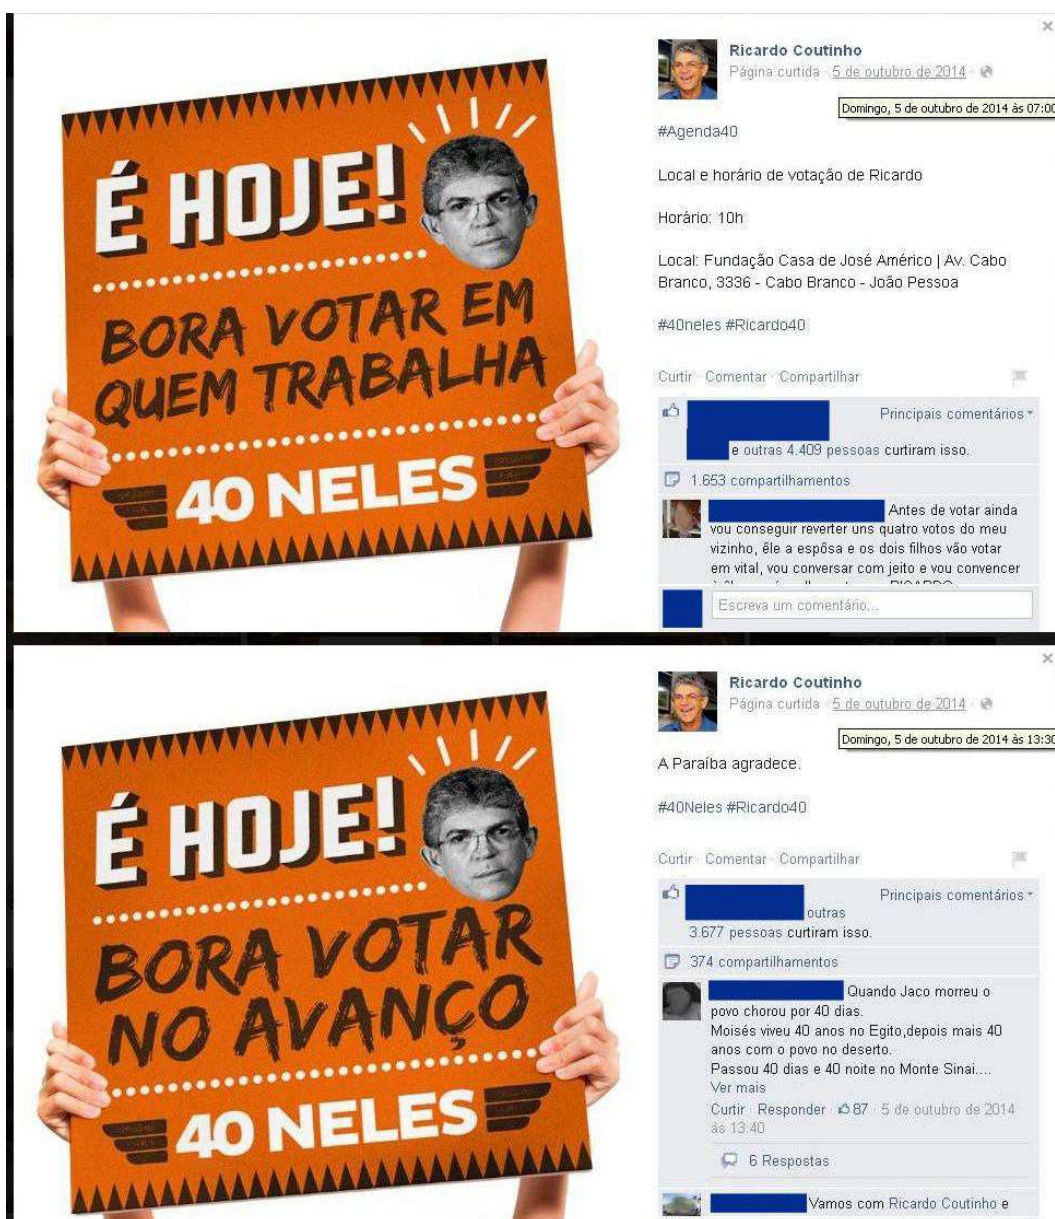 É HOJE!
BORA VOTAR EM
QUEM TRABALHA
40 NELES
Ricardo Coutinho
Página curtida · 5 de outubro de 2014 ·
Domingo, 5 de outubro de 2014 às 07:00
#Agenda40
Local e horário de votação de Ricardo
Horário: 10h
Local: Fundação Casa de José Américo | Av. Cabo
Branco, 3336 - Cabo Branco - João Pessoa
#40neles #Ricardo40
Curtir · Comentar · Compartilhar
Principais comentários
e outras 4.409 pessoas curtiram isso.
1.653 compartilhamentos
Antes de votar ainda
vou conseguir reverter uns quatro votos do meu
vizinho, êle a espôsa e os dois filhos vão votar
em vital, vou conversar com jeito e vou convencer
Escreva um comentário...
É HOJE!
BORA VOTAR
NO AVANÇO
40 NELES
Ricardo Coutinho
Página curtida · 5 de outubro de 2014 ·
Domingo, 5 de outubro de 2014 às 13:30
A Paraíba agradece.
#40Neles #Ricardo40
Curtir · Comentar · Compartilhar
Principais comentários
outras
3.677 pessoas curtiram isso.
374 compartilhamentos
Quando Jaco morreu o
povo chorou por 40 dias.
Moisés viveu 40 anos no Egito,depois mais 40
anos com o povo no deserto.
Passou 40 dias e 40 noite no Monte Sinai....
Ver mais
Curtir · Responder · 87 · 5 de outubro de 2014
às 13:40
6 Respostas
Vamos com Ricardo Coutinho e